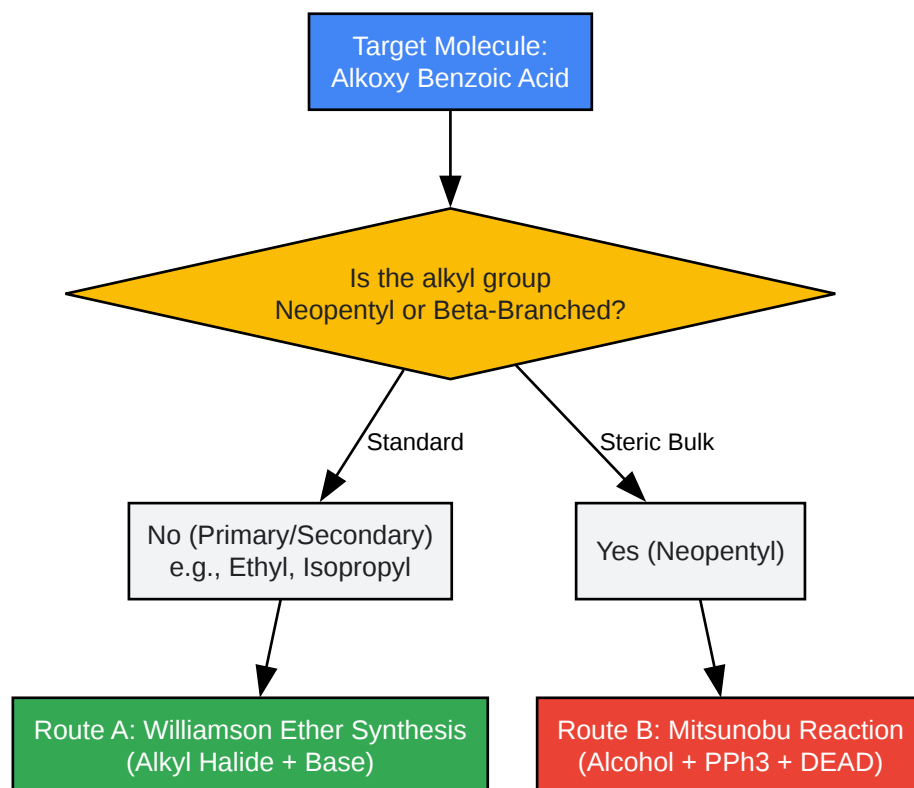 Target Molecule:
Alkoxy Benzoic Acid
Is the alkyl group
Neopentyl or Beta-Branched?
Standard
Steric Bulk
No (Primary/Secondary)
e.g., Ethyl, Isopropyl
Yes (Neopentyl)
Route A: Williamson Ether Synthesis
(Alkyl Halide + Base)
Route B: Mitsunobu Reaction
(Alcohol + PPh3 + DEAD)